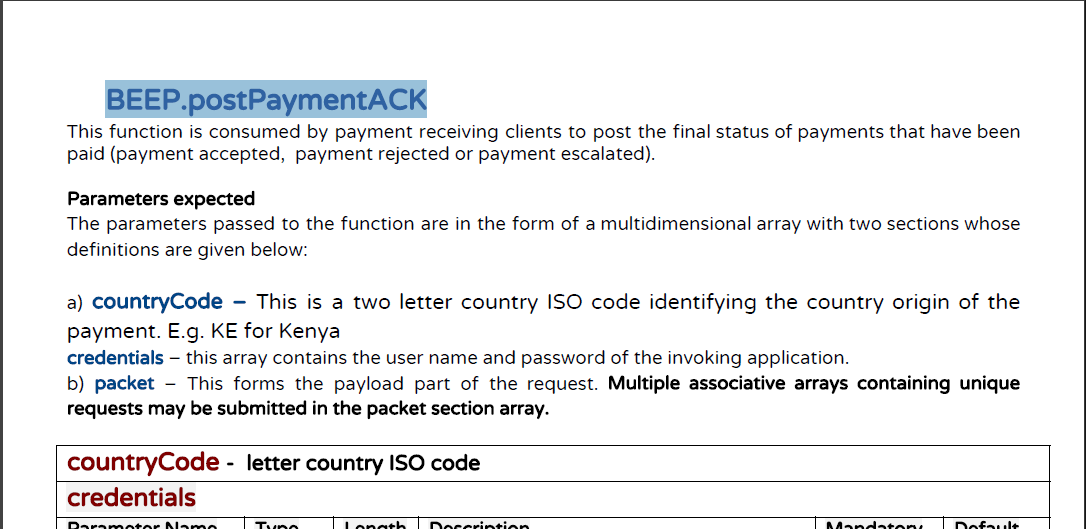 BEEP.postPaymentACK
This function is consumed by payment receiving clients to post the final status of payments that have been
paid (payment accepted, payment rejected or payment escalated).
Parameters expected
The parameters passed to the function are in the form of a multidimensional array with two sections whose
definitions are given below:
a) countryCode – This is a two letter country ISO code identifying the country origin of the
payment. E.g. KE for Kenya
credentials – this array contains the user name and password of the invoking application.
b) packet – This forms the payload part of the request. Multiple associative arrays containing unique
requests may be submitted in the packet section array.
countryCode - letter country ISO code
credentials
Parameter Name Type Length Description Mandatory Default